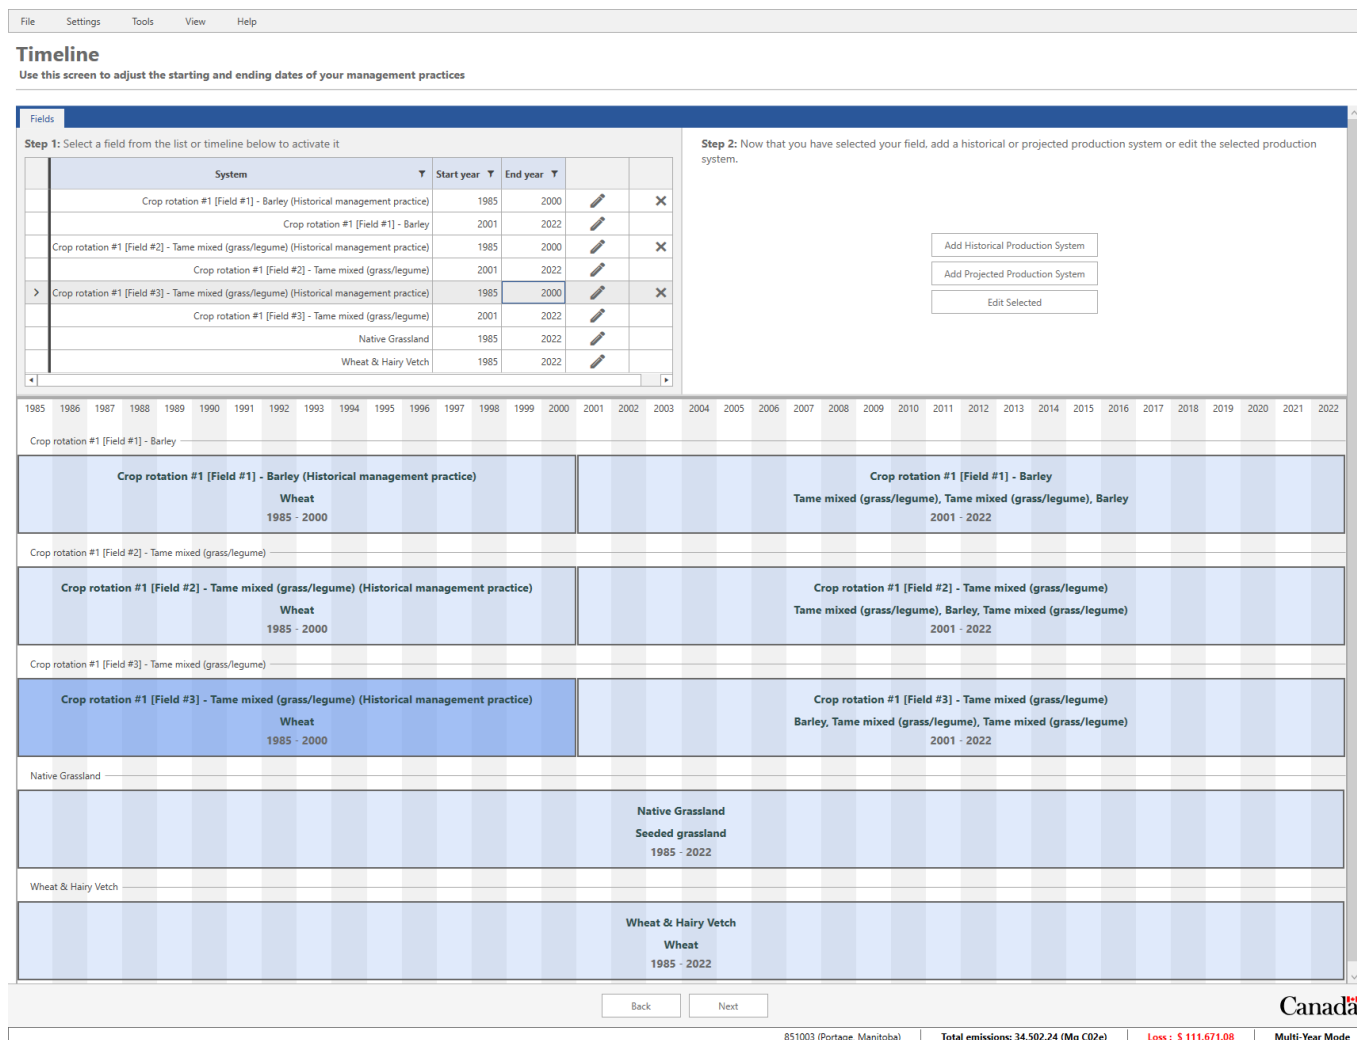 File Settings Tools View Help
Timeline
Use this screen to adjust the starting and ending dates of your management practices
Fields
Step 1: Select a field from the list or timeline below to activate it
System Start year End year
Crop rotation #1 [Field #1] - Barley (Historical management practice) 1985 2000
Crop rotation #1 [Field #1] - Barley 2001 2022
Crop rotation #1 [Field #2] - Tame mixed (grass/legume) (Historical management practice) 1985 2000
Crop rotation #1 [Field #2] - Tame mixed (grass/legume) 2001 2022
Crop rotation #1 [Field #3] - Tame mixed (grass/legume) (Historical management practice) 1985 2000
Crop rotation #1 [Field #3] - Tame mixed (grass/legume) 2001 2022
Native Grassland 1985 2022
Wheat & Hairy Vetch 1985 2022
Step 2: Now that you have selected your field, add a historical or projected production system or edit the selected production
system.
Add Historical Production System
Add Projected Production System
Edit Selected
1985 1986 1987 1988 1989 1990 1991 1992 1993 1994 1995 1996 1997 1998 1999 2000 2001 2002 2003 2004 2005 2006 2007 2008 2009 2010 2011 2012 2013 2014 2015 2016 2017 2018 2019 2020 2021 2022
Crop rotation #1 [Field #1] - Barley
Crop rotation #1 [Field #1] - Barley (Historical management practice)
Wheat
1985 - 2000
Crop rotation #1 [Field #1] - Barley
Tame mixed (grass/legume), Tame mixed (grass/legume), Barley
2001 - 2022
Crop rotation #1 [Field #2] - Tame mixed (grass/legume)
Crop rotation #1 [Field #2] - Tame mixed (grass/legume) (Historical management practice)
Wheat
1985 - 2000
Crop rotation #1 [Field #2] - Tame mixed (grass/legume)
Tame mixed (grass/legume), Barley, Tame mixed (grass/legume)
2001 - 2022
Crop rotation #1 [Field #3] - Tame mixed (grass/legume)
Crop rotation #1 [Field #3] - Tame mixed (grass/legume) (Historical management practice)
Wheat
1985 - 2000
Crop rotation #1 [Field #3] - Tame mixed (grass/legume)
Barley, Tame mixed (grass/legume), Tame mixed (grass/legume)
2001 - 2022
Native Grassland
Native Grassland
Seeded grassland
1985 - 2022
Wheat & Hairy Vetch
Wheat & Hairy Vetch
Wheat
1985 - 2022
Back Next
Canada
851003 (Portage, Manitoba) Total emissions: 34,502.24 (Mg CO2e) Loss : $ 111,671.08 Multi-Year Mode